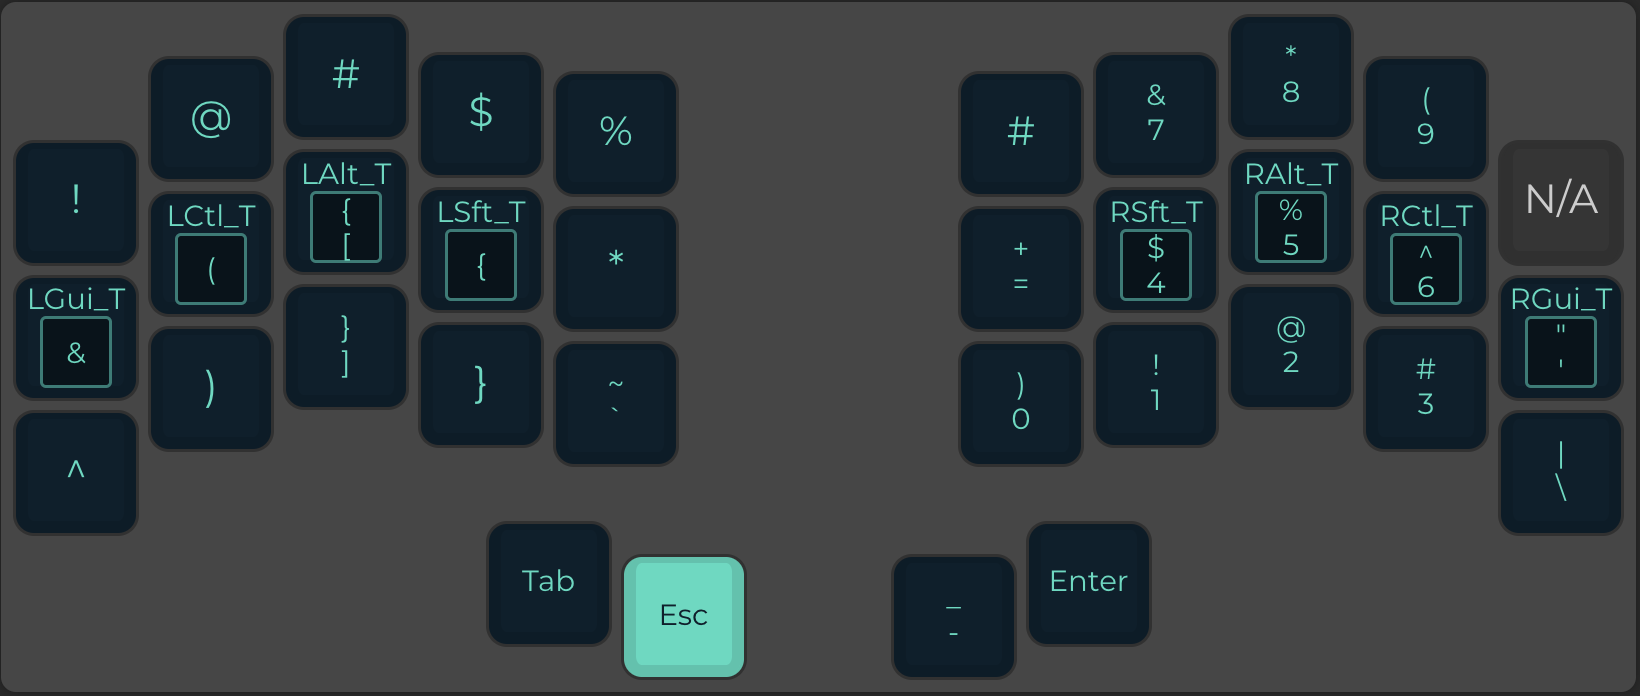 ! @ # $ %
# & * (
7 8 9 N/A
LGui_T LCtl_T LAlt_T LSft_T
& ( { { *
[
+ RSft_T RAlt_T RCtl_T RGui_T
= $ % ^ "
4 5 6 '
^ ) } } ~
] `
) ! @ # |
0 1 2 3 \
Tab Esc _ Enter
-